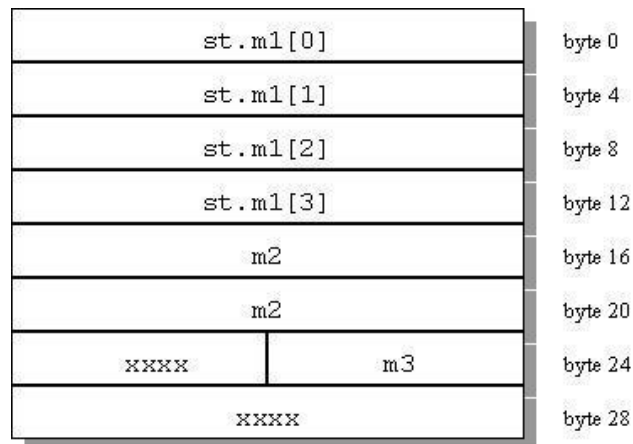 st.m1[0] byte 0
st.m1[1] byte 4
st.m1[2] byte 8
st.m1[3] byte 12
m2 byte 16
m2 byte 20
xxxx m3 byte 24
xxxx byte 28